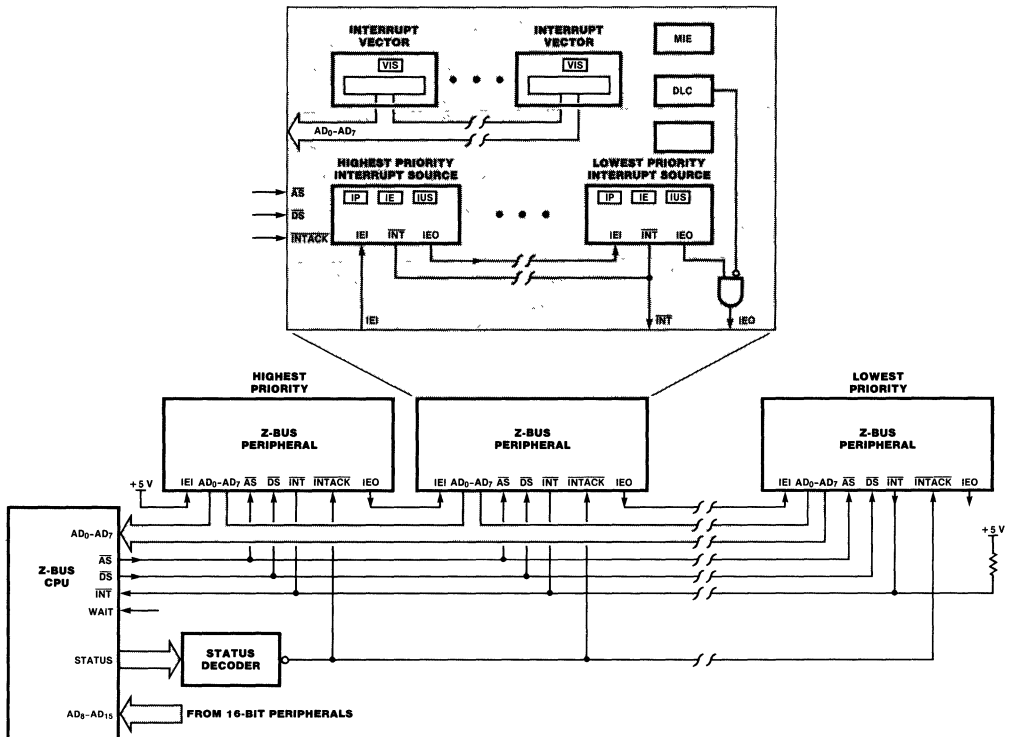 INTERRUPT VECTOR
VIS
INTERRUPT VECTOR
VIS
MIE
DLC
AD₀-AD₇
HIGHEST PRIORITY
INTERRUPT SOURCE
IP IE IUS
IEI INT IEO
LOWEST PRIORITY
INTERRUPT SOURCE
IP IE IUS
IEI INT IEO
AS
DS
INTACK
IEI
INT
IEO
HIGHEST
PRIORITY
Z-BUS
PERIPHERAL
IEI AD₀-AD₇ AS DS INT INTACK IEO
Z-BUS
PERIPHERAL
IEI AD₀-AD₇ AS DS INT INTACK IEO
LOWEST
PRIORITY
Z-BUS
PERIPHERAL
IEI AD₀-AD₇ AS DS INT INTACK IEO
+5 V
+5 V
Z-BUS
CPU
AD₀-AD₇
AS
DS
INT
WAIT
STATUS
AD₈-AD₁₅
STATUS
DECODER
FROM 16-BIT PERIPHERALS